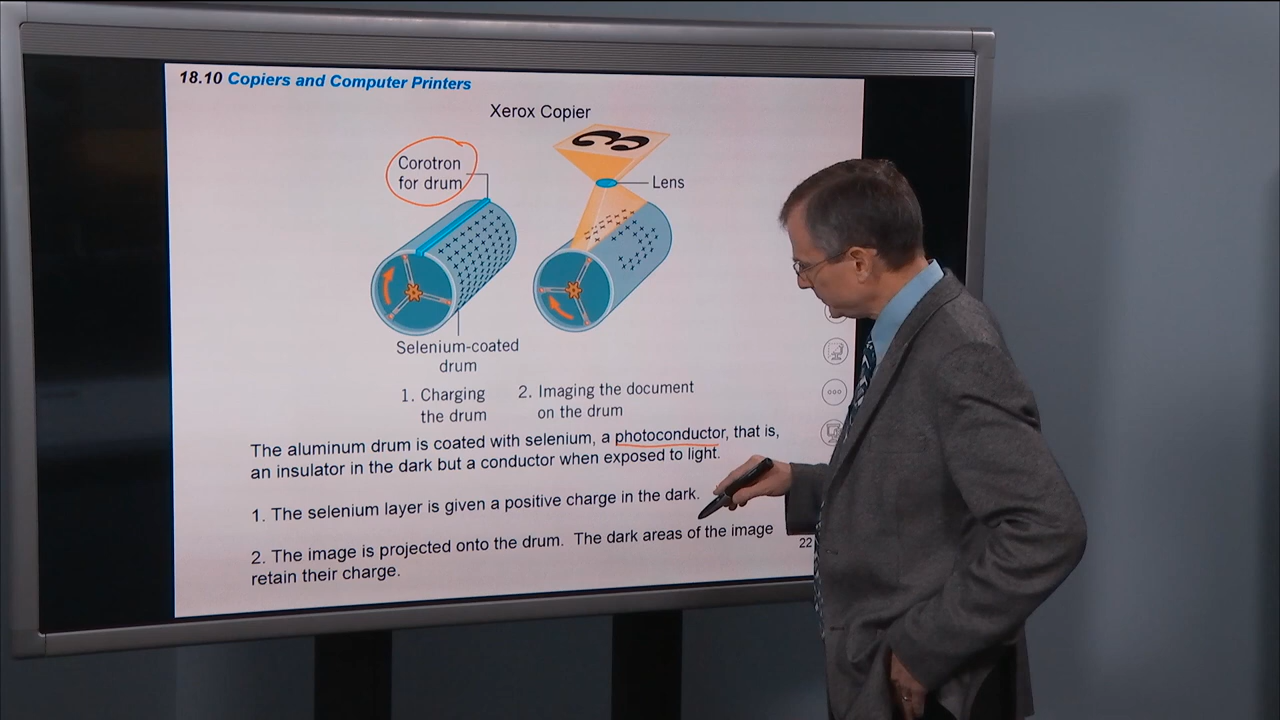 18.10 Copiers and Computer Printers
Xerox Copier
Corotron
for drum
3
Lens
Selenium-coated
drum
1. Charging
the drum
2. Imaging the document
on the drum
The aluminum drum is coated with selenium, a photoconductor, that is,
an insulator in the dark but a conductor when exposed to light.
1. The selenium layer is given a positive charge in the dark.
2. The image is projected onto the drum. The dark areas of the image
retain their charge.
22